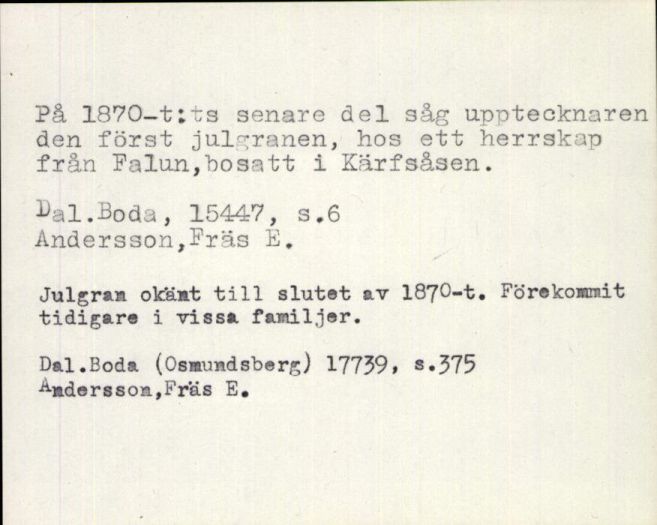 På 1870-t:ts senare del såg upptecknaren
den först julgranen, hos ett herrskap
från Falun,bosatt i Kärfsåsen.
Dal.Boda, 15447, s.6
Andersson,Fräs E.
Julgran okänt till slutet av 1870-t. Förekommit
tidigare i vissa familjer.
Dal.Boda (Osmundsberg) 17739, s.375
Andersson,Fräs E.